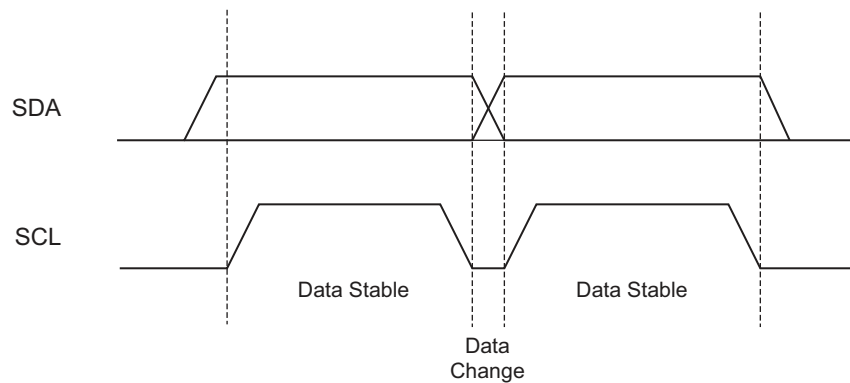 SDA
SCL
Data Stable
Data Stable
Data
Change